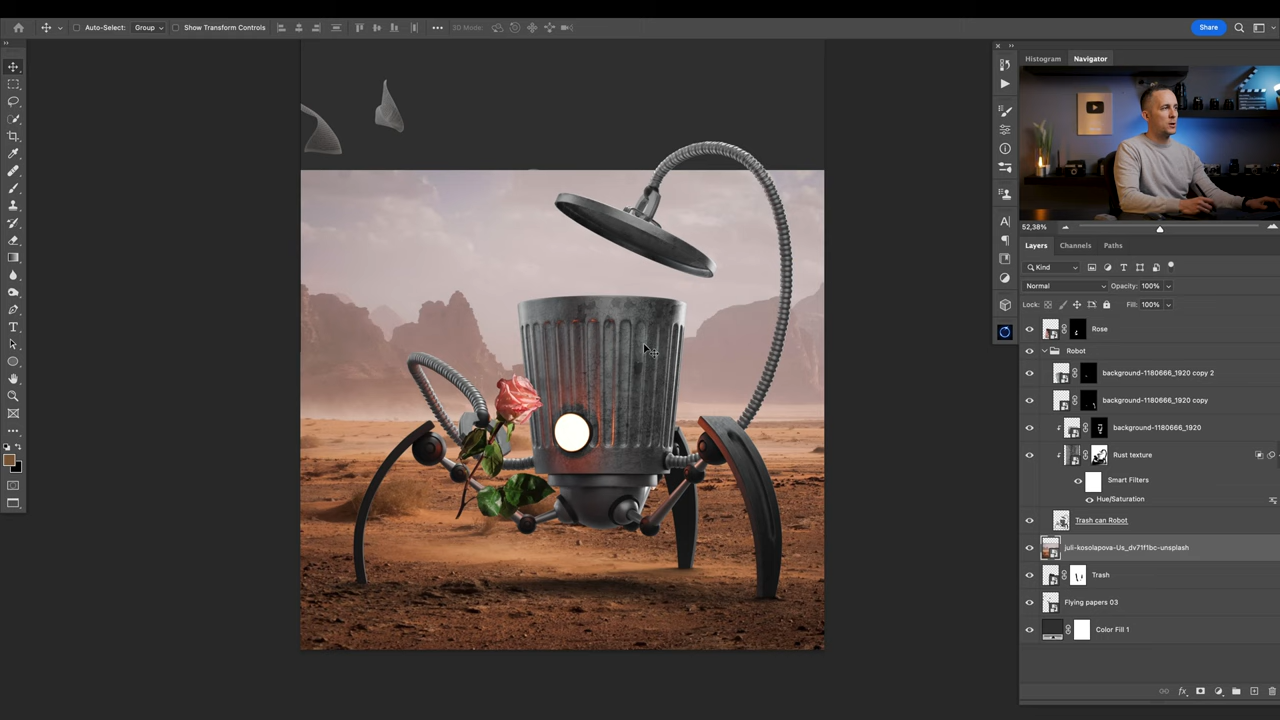 Auto-Select: Group Show Transform Controls 3D Mode: Share
Histogram Navigator
52,38%
Layers Channels Paths
Kind
Normal Opacity: 100%
Lock: Fill: 100%
Rose
Robot
background-1180666_1920 copy 2
background-1180666_1920 copy
background-1180666_1920
Rust texture
Smart Filters
Hue/Saturation
Trash can Robot
juli-kosolapova-Us_dv71f1bc-unsplash
Trash
Flying papers 03
Color Fill 1